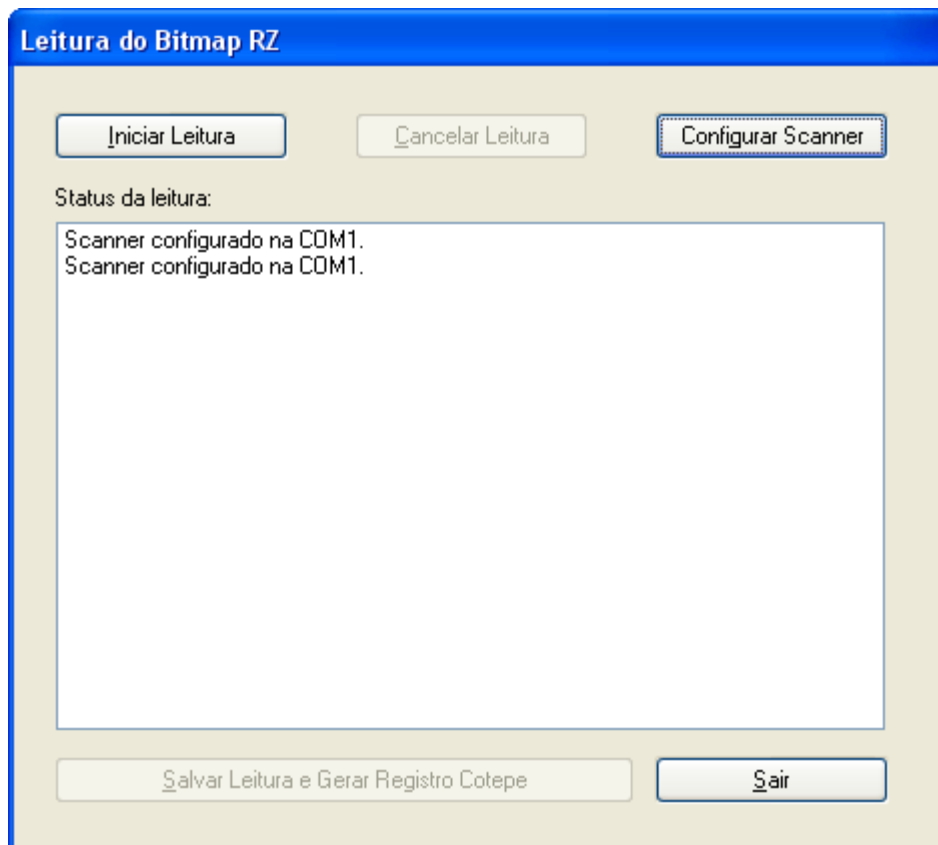 Leitura do Bitmap RZ
Iniciar Leitura
Cancelar Leitura
Configurar Scanner
Status da leitura:
Scanner configurado na COM1.
Scanner configurado na COM1.
Salvar Leitura e Gerar Registro Cotepe
Sair